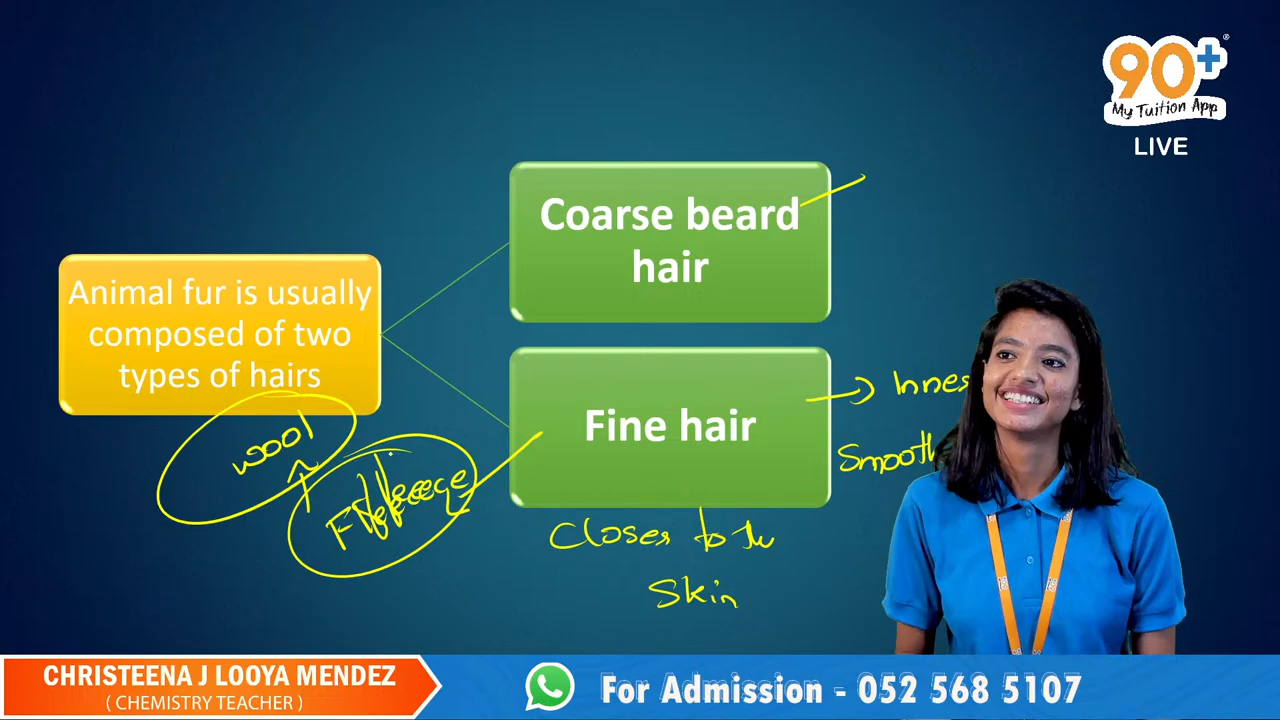 90+
My Tuition App
LIVE
Coarse beard
hair
Animal fur is usually
composed of two
types of hairs
Fine hair
Innes
Smooth
wool
Closer to the
Skin
CHRISTEENA J LOOYA MENDEZ
( CHEMISTRY TEACHER )
For Admission - 052 568 5107